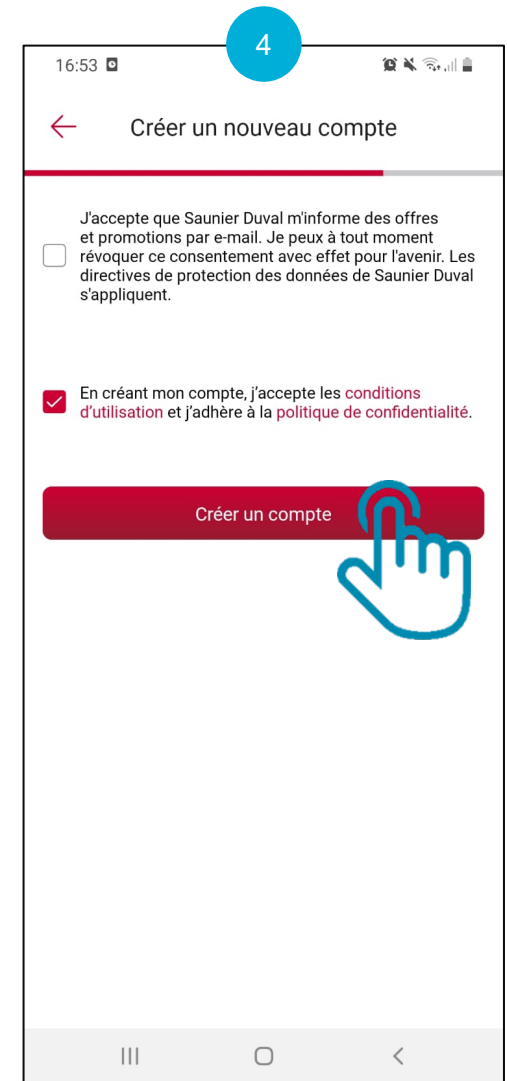 4
16:53
Créer un nouveau compte
J'accepte que Saunier Duval m'informe des offres
et promotions par e-mail. Je peux à tout moment
révoquer ce consentement avec effet pour l'avenir. Les
directives de protection des données de Saunier Duval
s'appliquent.
En créant mon compte, j’accepte les conditions
d’utilisation et j’adhère à la politique de confidentialité.
Créer un compte